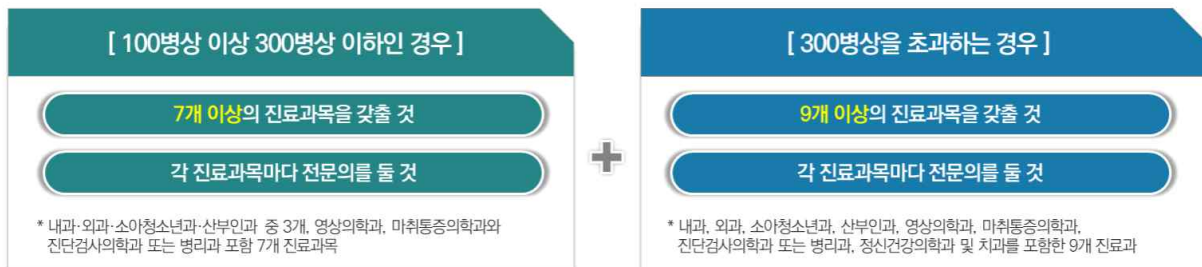 [ 100병상 이상 300병상 이하인 경우 ]
7개 이상의 진료과목을 갖출 것
각 진료과목마다 전문의를 둘 것
* 내과·외과·소아청소년과·산부인과 중 3개, 영상의학과, 마취통증의학과와
진단검사의학과 또는 병리과 포함 7개 진료과목
+
[ 300병상을 초과하는 경우 ]
9개 이상의 진료과목을 갖출 것
각 진료과목마다 전문의를 둘 것
* 내과, 외과, 소아청소년과, 산부인과, 영상의학과, 마취통증의학과,
진단검사의학과 또는 병리과, 정신건강의학과 및 치과를 포함한 9개 진료과